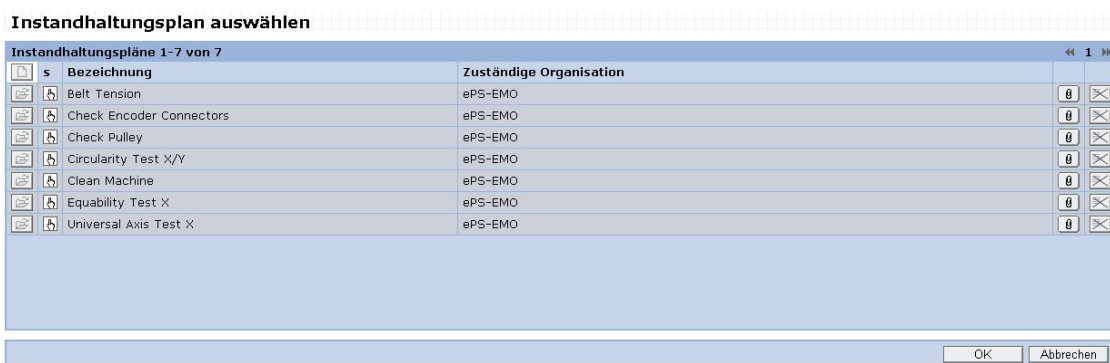 Instandhaltungsplan auswählen
Instandhaltungspläne 1-7 von 7 1
s Bezeichnung Zuständige Organisation
Belt Tension ePS-EMO
Check Encoder Connectors ePS-EMO
Check Pulley ePS-EMO
Circularity Test X/Y ePS-EMO
Clean Machine ePS-EMO
Equability Test X ePS-EMO
Universal Axis Test X ePS-EMO
OK Abbrechen